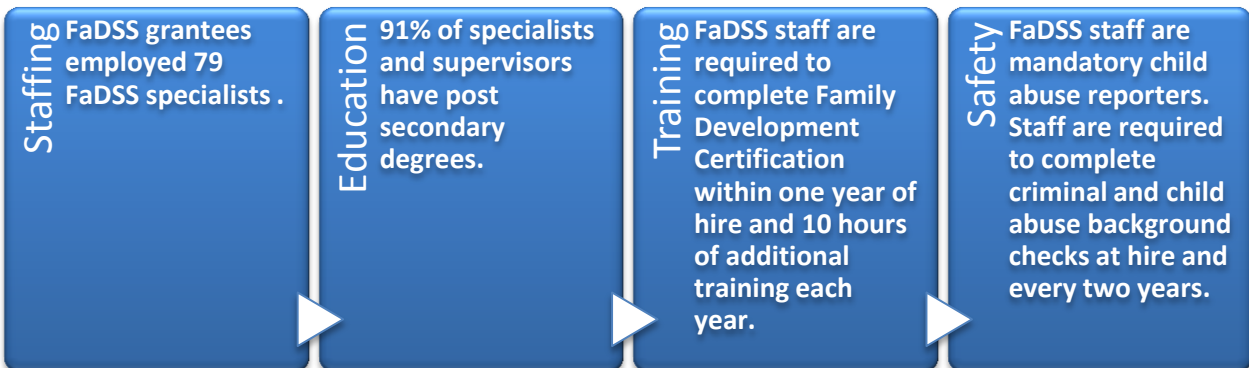 Staffing
FaDSS grantees
employed 79
FaDSS specialists .
Education
91% of specialists
and supervisors
have post
secondary
degrees.
Training
FaDSS staff are
required to
complete Family
Development
Certification
within one year of
hire and 10 hours
of additional
training each
year.
Safety
FaDSS staff are
mandatory child
abuse reporters.
Staff are required
to complete
criminal and child
abuse background
checks at hire and
every two years.